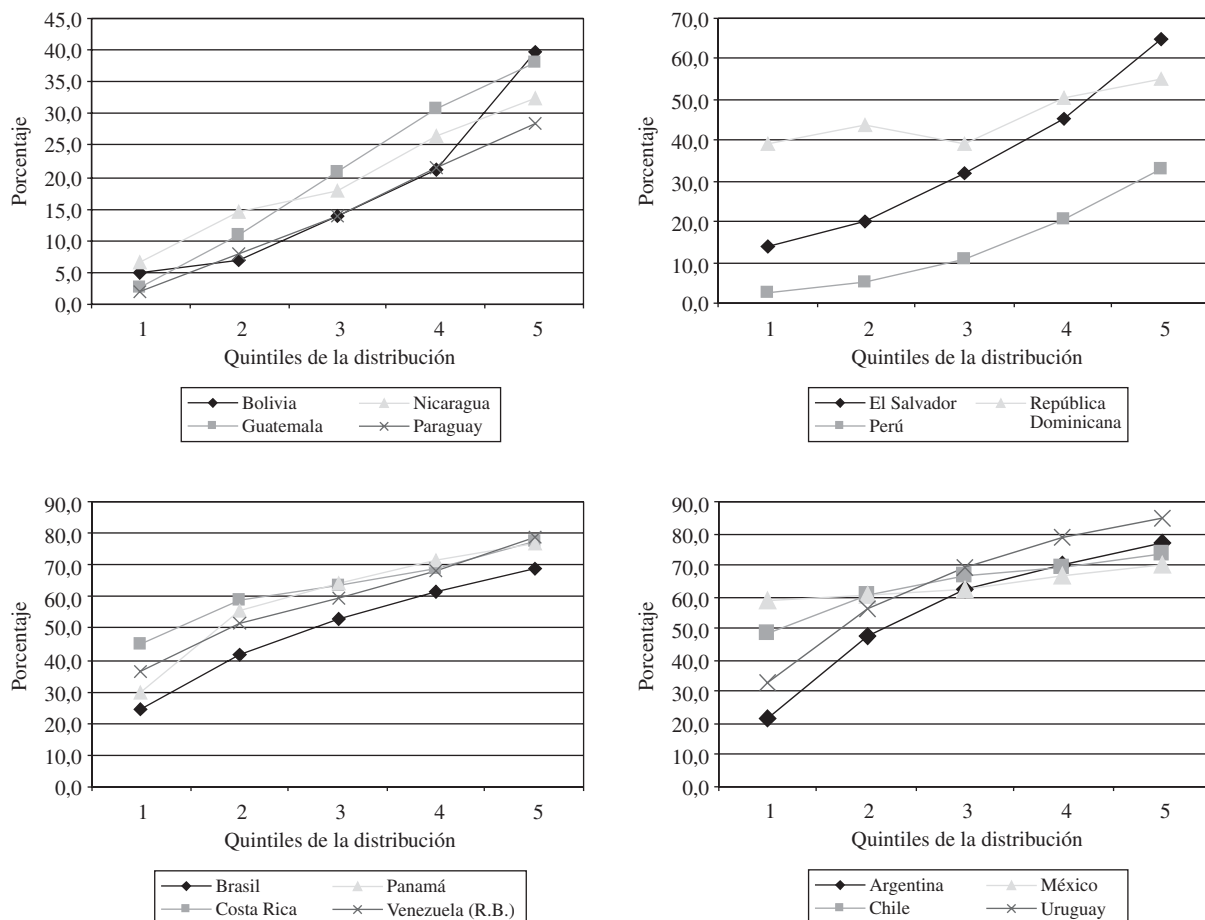 45,0
40,0
35,0
30,0
25,0
20,0
15,0
10,0
5,0
0,0
Porcentaje
1 2 3 4 5
Quintiles de la distribución
Bolivia Nicaragua
Guatemala Paraguay
70,0
60,0
50,0
40,0
30,0
20,0
10,0
0,0
Porcentaje
1 2 3 4 5
Quintiles de la distribución
El Salvador República
Perú Dominicana
90,0
80,0
70,0
60,0
50,0
40,0
30,0
20,0
10,0
0,0
Porcentaje
1 2 3 4 5
Quintiles de la distribución
Brasil Panamá
Costa Rica Venezuela (R.B.)
90,0
80,0
70,0
60,0
50,0
40,0
30,0
20,0
10,0
0,0
Porcentaje
1 2 3 4 5
Quintiles de la distribución
Argentina México
Chile Uruguay